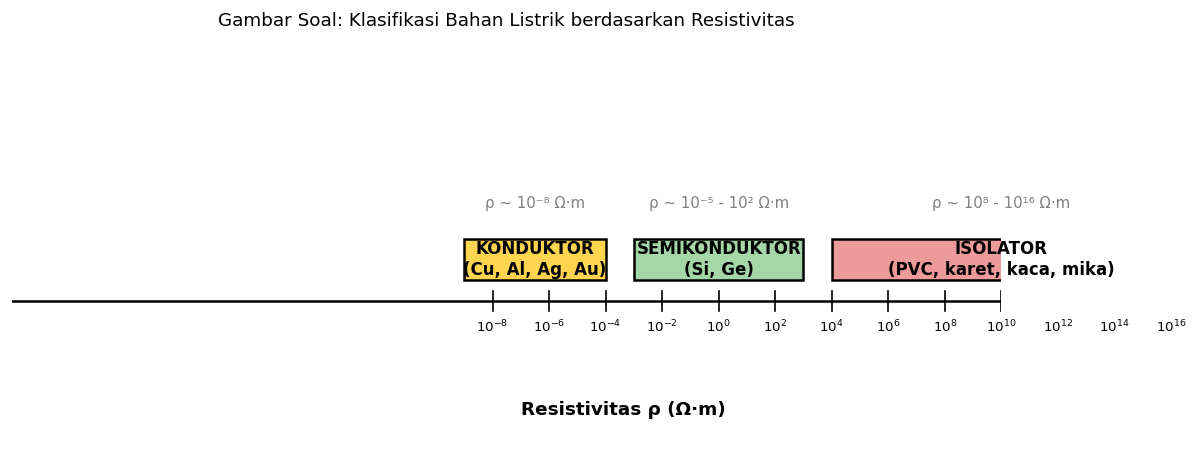 Gambar Soal: Klasifikasi Bahan Listrik berdasarkan Resistivitas
ρ ~ 10⁻⁸ Ω·m
ρ ~ 10⁻⁵ - 10² Ω·m
ρ ~ 10⁸ - 10¹⁶ Ω·m
KONDUKTOR
(Cu, Al, Ag, Au)
SEMIKONDUKTOR
(Si, Ge)
ISOLATOR
(PVC, karet, kaca, mika)
10⁻⁸ 10⁻⁶ 10⁻⁴ 10⁻² 10⁰ 10² 10⁴ 10⁶ 10⁸ 10¹⁰ 10¹² 10¹⁴ 10¹⁶
Resistivitas ρ (Ω·m)